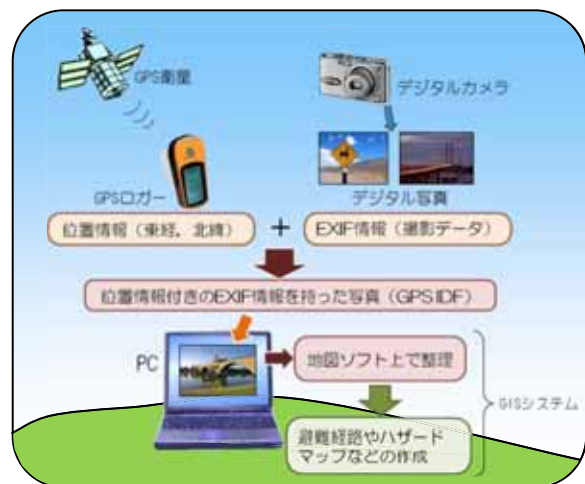 GPS衛星
デジタルカメラ
GPSロガー
デジタル写真
位置情報（東経，北緯）
+
EXIF情報（撮影データ）
位置情報付きのEXIF情報を持った写真（GPS IDF）
PC
地図ソフト上で整理
GISシステム
避難経路やハザード
マップなどの作成